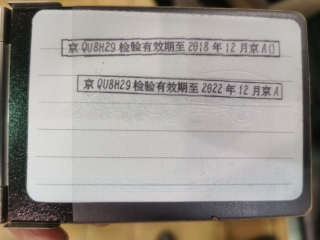 京 QU8H29 检验有效期至 2018 年 12 月京 A()
京 QU8H29 检验有效期至 2022 年 12 月京 A